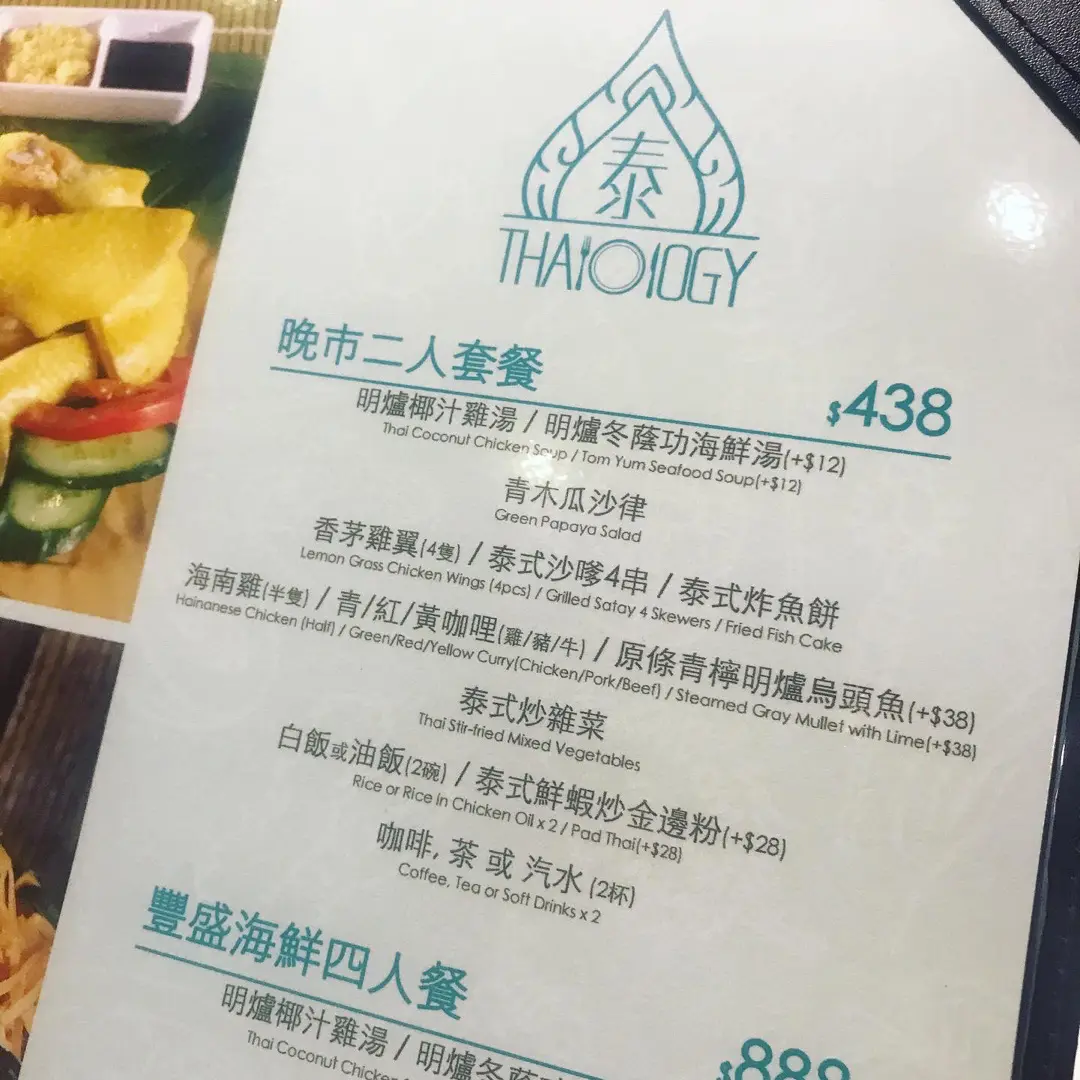 泰
THAIOLOGY
晚市二人套餐 $438
明爐椰汁雞湯 / 明爐冬蔭功海鮮湯(+$12)
Thai Coconut Chicken Soup / Tom Yum Seafood Soup(+$12)
青木瓜沙律
Green Papaya Salad
香茅雞翼(4隻) / 泰式沙嗲4串 / 泰式炸魚餅
Lemon Grass Chicken Wings (4pcs) / Grilled Satay 4 Skewers / Fried Fish Cake
海南雞(半隻) / 青/紅/黃咖哩(雞/豬/牛) / 原條青檸明爐烏頭魚(+$38)
Hainanese Chicken (Half) / Green/Red/Yellow Curry(Chicken/Pork/Beef) / Steamed Gray Mullet with Lime(+$38)
泰式炒雜菜
Thai Stir-fried Mixed Vegetables
白飯或油飯(2碗) / 泰式鮮蝦炒金邊粉(+$28)
Rice or Rice in Chicken Oil x 2 / Pad Thai(+$28)
咖啡, 茶 或 汽水 (2杯)
Coffee, Tea or Soft Drinks x 2
豐盛海鮮四人餐 $888
明爐椰汁雞湯 / 明爐冬蔭功
Thai Coconut Chicken